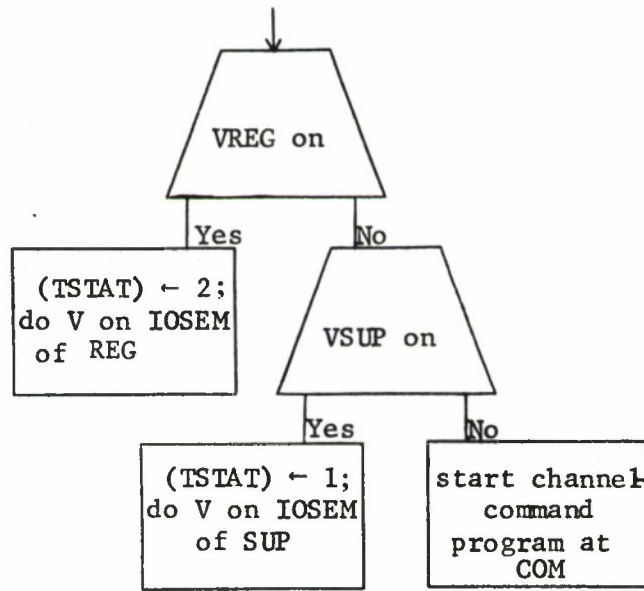 VREG on
Yes
No
(TSTAT) ← 2;
do V on IOSEM
of REG
VSUP on
Yes
No
(TSTAT) ← 1;
do V on IOSEM
of SUP
start channel-
command
program at
COM